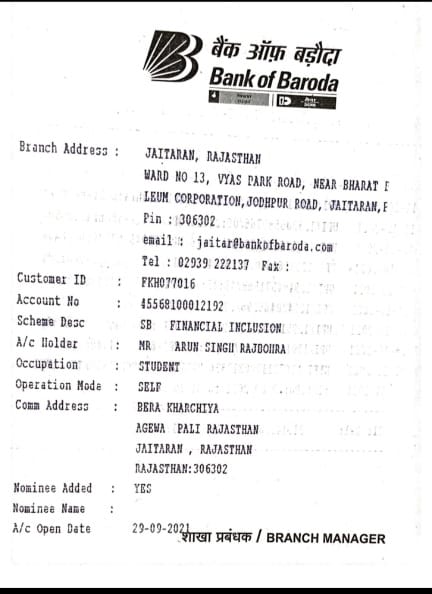 बैंक ऑफ़ बड़ौदा
Bank of Baroda
Branch Address : JAITARAN, RAJASTHAN
WARD NO 13, VYAS PARK ROAD, NEAR BHARAT
LEUM CORPORATION,JODHPUR ROAD, JAITARAN,
Pin : 306302
email : jaitar@bankofbaroda.com
Tel : 02939 222137 Fax :
Customer ID : FKH077016
Account No : 45568100012192
Scheme Desc : SB FINANCIAL INCLUSION
A/c Holder : MR ARUN SINGH
Occupation : STUDENT
Operation Mode : SELF
Comm Address : BERA KHARCHIYA
AGEWA PALI RAJASTHAN
JAITARAN , RAJASTHAN
RAJASTHAN:306302
Nominee Added : YES
Nominee Name :
A/c Open Date 29-09-2021
शाखा प्रबंधक / BRANCH MANAGER